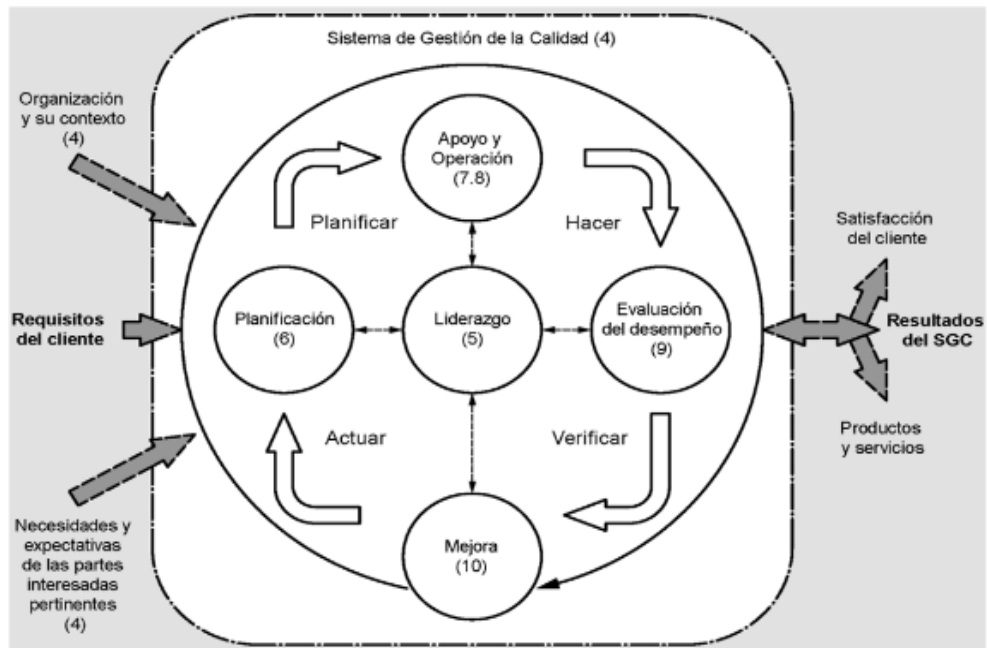 Sistema de Gestión de la Calidad (4)
Organización
y su contexto
(4)
Apoyo y
Operación
(7.8)
Planificar
Hacer
Satisfacción
del cliente
Requisitos
del cliente
Planificación
(6)
Liderazgo
(5)
Evaluación
del desempeño
(9)
Resultados
del SGC
Actuar
Verificar
Productos
y servicios
Necesidades y
expectativas
de las partes
interesadas
pertinentes
(4)
Mejora
(10)